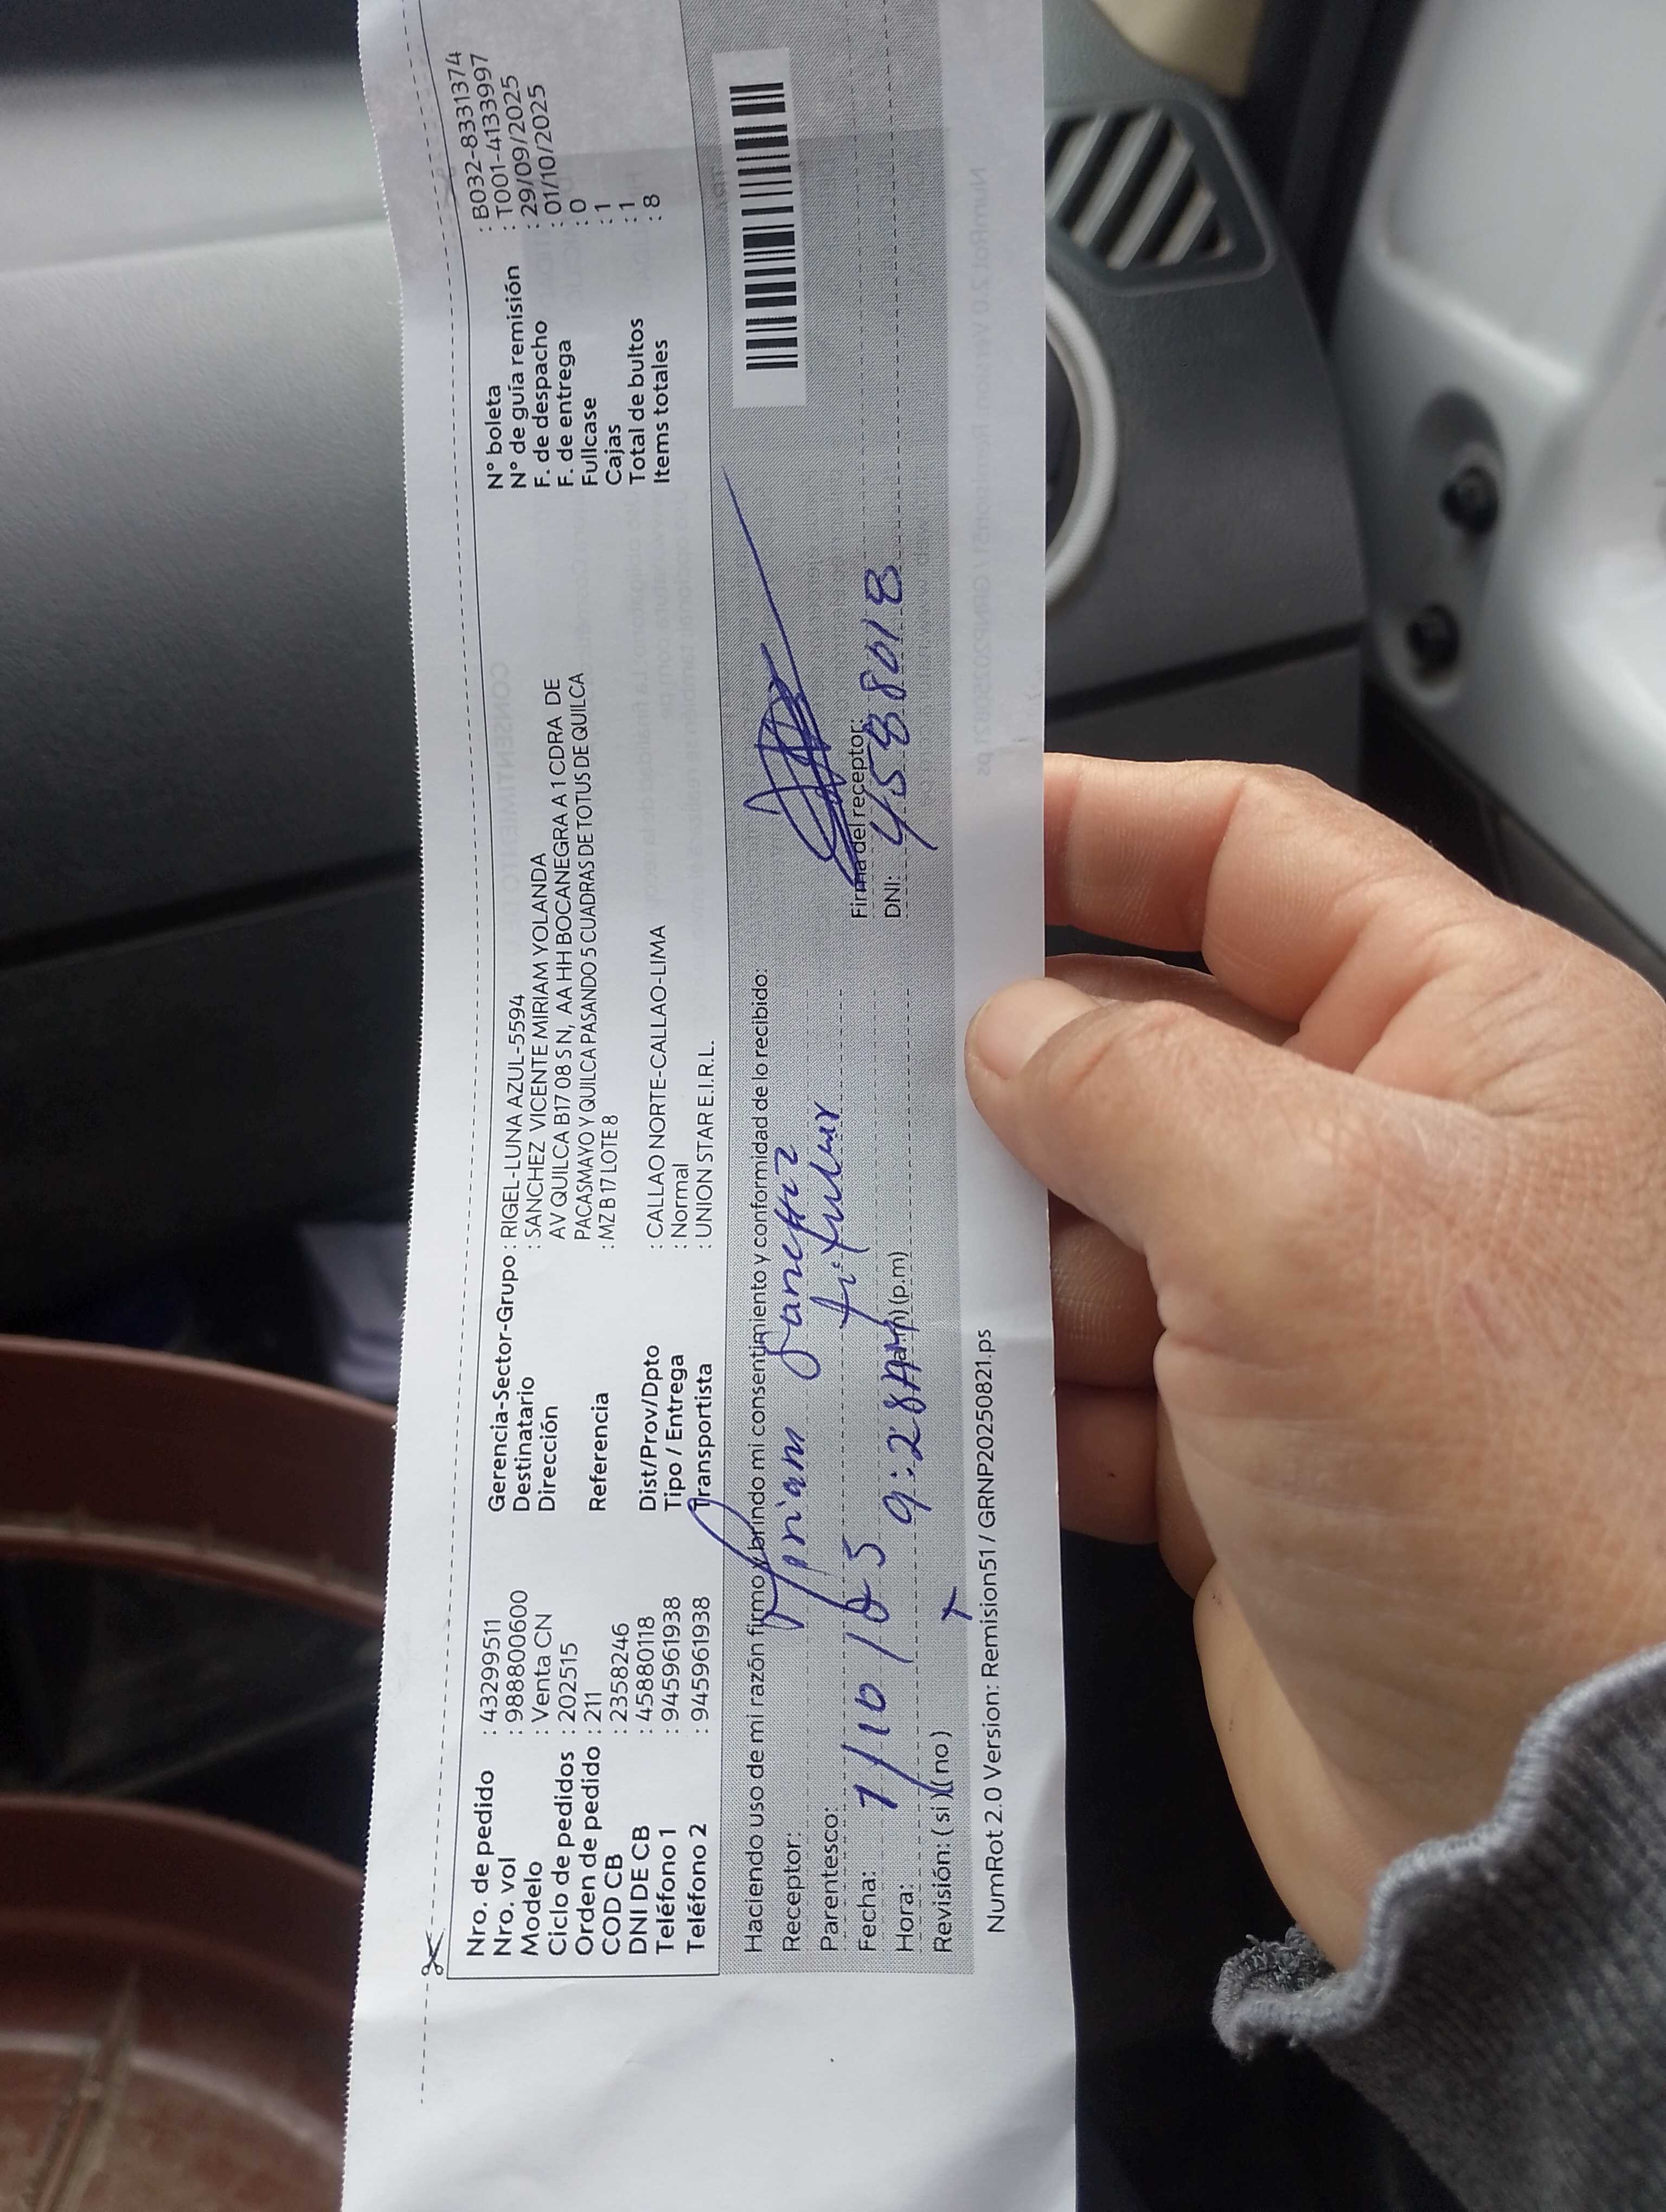 Nro. de pedido : 43299511
Nro. vol : 98880060​0
Modelo : Venta CN
Ciclo de pedidos : 202515
Orden de pedido : 211
COD CB : 2358246
DNI DE CB : 45880118
Teléfono 1 : 945961938
Teléfono 2 : 945961938
Gerencia-Sector-Grupo : RIGEL-LUNA AZUL-5594
Destinatario : SANCHEZ VICENTE MIRIAM YOLANDA
Dirección AV QUILCA B17 08 S N, AA HH BOCANEGRA A 1 CDRA DE
PACASMAYO Y QUILCA PASANDO 5 CUADRAS DE TOTUS DE QUILCA
Referencia : MZ B 17 LOTE 8
Dist/Prov/Dpto : CALLAO NORTE-CALLAO-LIMA
Tipo / Entrega : Normal
Transportista : UNION STAR E.I.R.L.
N° boleta : B032-8331374
N° de guía remisión : T001-4133997
F. de despacho : 29/09/2025
F. de entrega : 01/10/2025
Fullcase : 0
Cajas : 1
Total de bultos : 1
Items totales : 8
Haciendo uso de mi razón firmo y brindo mi consentimiento y conformidad de lo recibido:
Receptor: Miriam Sanchez
Parentesco: titular
Fecha: 1/10/25
Hora: 9:28AM (a.m) (p.m)
Revisión: ( si ) (no )
Firma del receptor:
DNI: 45880118
NumRot 2.0 Version: Remision51 / GRNP20250821.ps